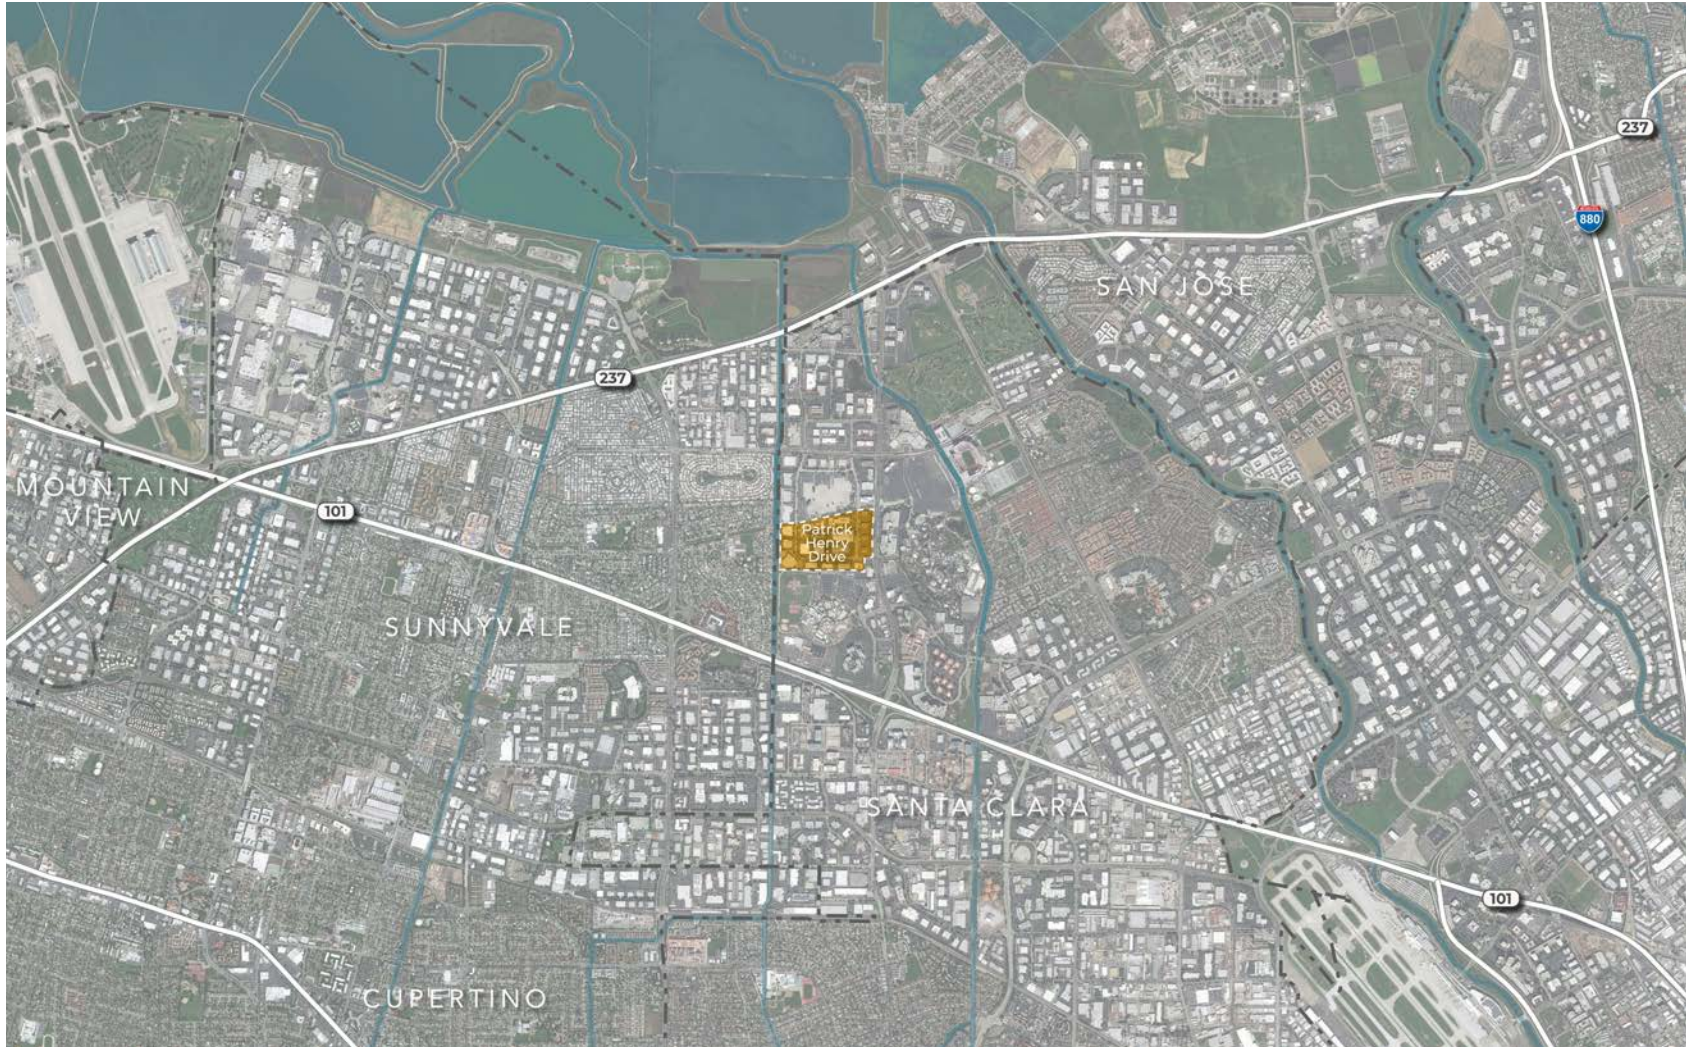 237
880
SAN JOSE
237
MOUNTAIN
VIEW
101
Patrick
Henry
Drive
SUNNYVALE
SANTA CLARA
101
CUPERTINO